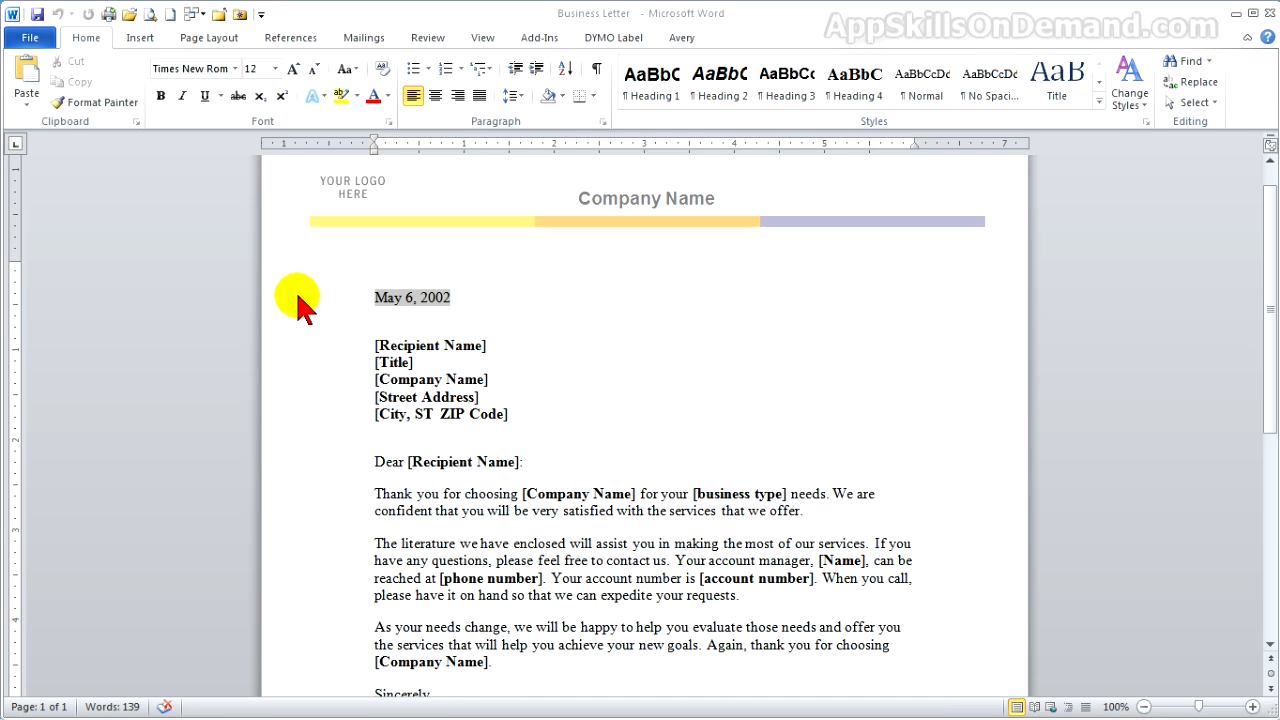 Business Letter - Microsoft Word
AppSkillsOnDemand.com
File Home Insert Page Layout References Mailings Review View Add-Ins DYMO Label Avery
Paste
Cut
Copy
Format Painter
Clipboard
Times New Rom 12
Font
Paragraph
AaBbC AaBbC AaBbCc AaBbC AaBbCcDd AaBbCcDd AaB
¶ Heading 1 ¶ Heading 2 ¶ Heading 3 ¶ Heading 4 ¶ Normal ¶ No Spaci... Title
Change Styles
Styles
Find
Replace
Select
Editing
1 1 2 3 4 5 7
YOUR LOGO
HERE
Company Name
May 6, 2002
[Recipient Name]
[Title]
[Company Name]
[Street Address]
[City, ST ZIP Code]
Dear [Recipient Name]:
Thank you for choosing [Company Name] for your [business type] needs. We are
confident that you will be very satisfied with the services that we offer.
The literature we have enclosed will assist you in making the most of our services. If you
have any questions, please feel free to contact us. Your account manager, [Name], can be
reached at [phone number]. Your account number is [account number]. When you call,
please have it on hand so that we can expedite your requests.
As your needs change, we will be happy to help you evaluate those needs and offer you
the services that will help you achieve your new goals. Again, thank you for choosing
[Company Name].
Sincerely
Page: 1 of 1 Words: 139 100%